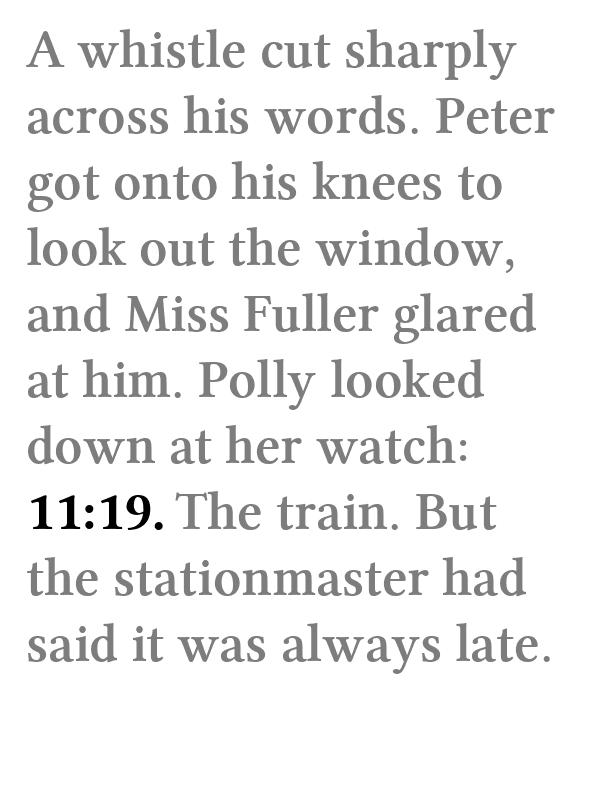 A whistle cut sharply
across his words. Peter
got onto his knees to
look out the window,
and Miss Fuller glared
at him. Polly looked
down at her watch:
11:19. The train. But
the stationmaster had
said it was always late.